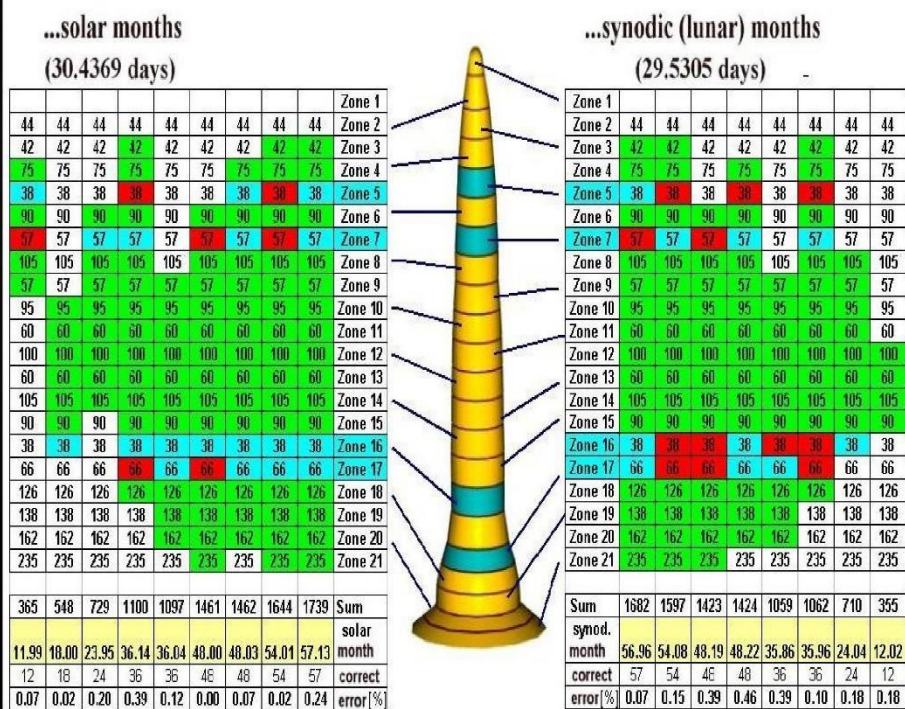 ...solar months
(30.4369 days)
Zone 1
44 44 44 44 44 44 44 44 44 Zone 2
42 42 42 42 42 42 42 42 42 Zone 3
75 75 75 75 75 75 75 75 75 Zone 4
38 38 38 38 38 38 38 38 38 Zone 5
90 90 90 90 90 90 90 90 90 Zone 6
57 57 57 57 57 57 57 57 57 Zone 7
105 105 105 105 105 105 105 105 105 Zone 8
57 57 57 57 57 57 57 57 57 Zone 9
95 95 95 95 95 95 95 95 95 Zone 10
60 60 60 60 60 60 60 60 60 Zone 11
100 100 100 100 100 100 100 100 100 Zone 12
60 60 60 60 60 60 60 60 60 Zone 13
105 105 105 105 105 105 105 105 105 Zone 14
90 90 90 90 90 90 90 90 90 Zone 15
38 38 38 38 38 38 38 38 38 Zone 16
66 66 66 66 66 66 66 66 66 Zone 17
126 126 126 126 126 126 126 126 126 Zone 18
138 138 138 138 138 138 138 138 138 Zone 19
162 162 162 162 162 162 162 162 162 Zone 20
235 235 235 235 235 235 235 235 235 Zone 21
365 548 729 1100 1097 1461 1462 1644 1739 Sum
solar
11.99 18.00 23.95 36.14 36.04 48.00 48.03 54.01 57.13 month
12 18 24 36 36 48 48 54 57 correct
0.07 0.02 0.20 0.39 0.12 0.00 0.07 0.02 0.24 error[%]
...synodic (lunar) months
(29.5305 days) -
Zone 1
Zone 2 44 44 44 44 44 44 44 44
Zone 3 42 42 42 42 42 42 42 42
Zone 4 75 75 75 75 75 75 75 75
Zone 5 38 38 38 38 38 38 38 38
Zone 6 90 90 90 90 90 90 90 90
Zone 7 57 57 57 57 57 57 57 57
Zone 8 105 105 105 105 105 105 105 105
Zone 9 57 57 57 57 57 57 57 57
Zone 10 95 95 95 95 95 95 95 95
Zone 11 60 60 60 60 60 60 60 60
Zone 12 100 100 100 100 100 100 100 100
Zone 13 60 60 60 60 60 60 60 60
Zone 14 105 105 105 105 105 105 105 105
Zone 15 90 90 90 90 90 90 90 90
Zone 16 38 38 38 38 38 38 38 38
Zone 17 66 66 66 66 66 66 66 66
Zone 18 126 126 126 126 126 126 126 126
Zone 19 138 138 138 138 138 138 138 138
Zone 20 162 162 162 162 162 162 162 162
Zone 21 235 235 235 235 235 235 235 235
Sum 1682 1597 1423 1424 1059 1062 710 355
synod.
month 56.96 54.08 48.19 48.22 35.86 35.96 24.04 12.02
correct 57 54 48 48 36 36 24 12
error[%] 0.07 0.15 0.39 0.46 0.39 0.10 0.18 0.18